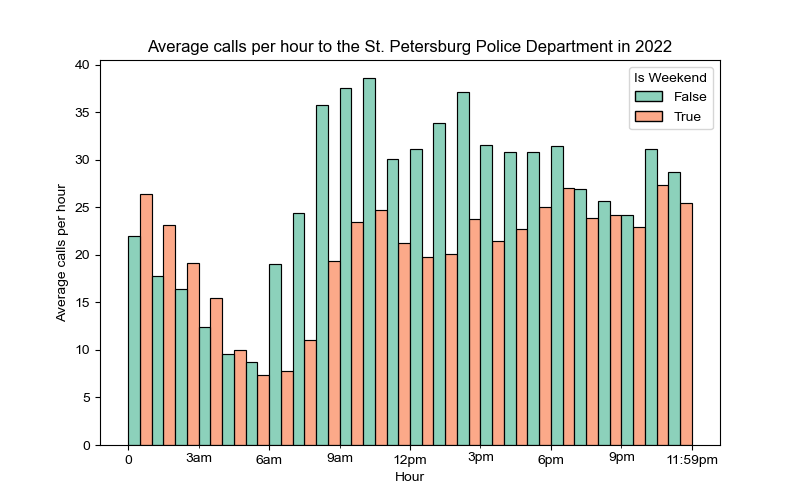 Average calls per hour to the St. Petersburg Police Department in 2022
Is Weekend
False
True
Average calls per hour
40
35
30
25
20
15
10
5
0
0 3am 6am 9am 12pm 3pm 6pm 9pm 11:59pm
Hour